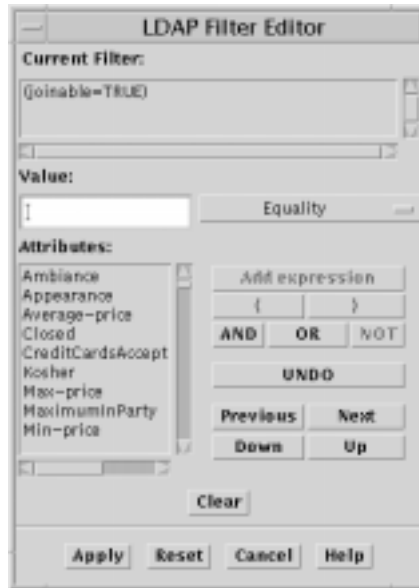 LDAP Filter Editor
Current Filter:
(joinable=TRUE)
Value:
Equality
Attributes:
Ambiance
Appearance
Average-price
Closed
CreditCardsAccept
Kosher
Max-price
MaximumInParty
Min-price
Add expression
( )
AND OR NOT
UNDO
Previous Next
Down Up
Clear
Apply Reset Cancel Help